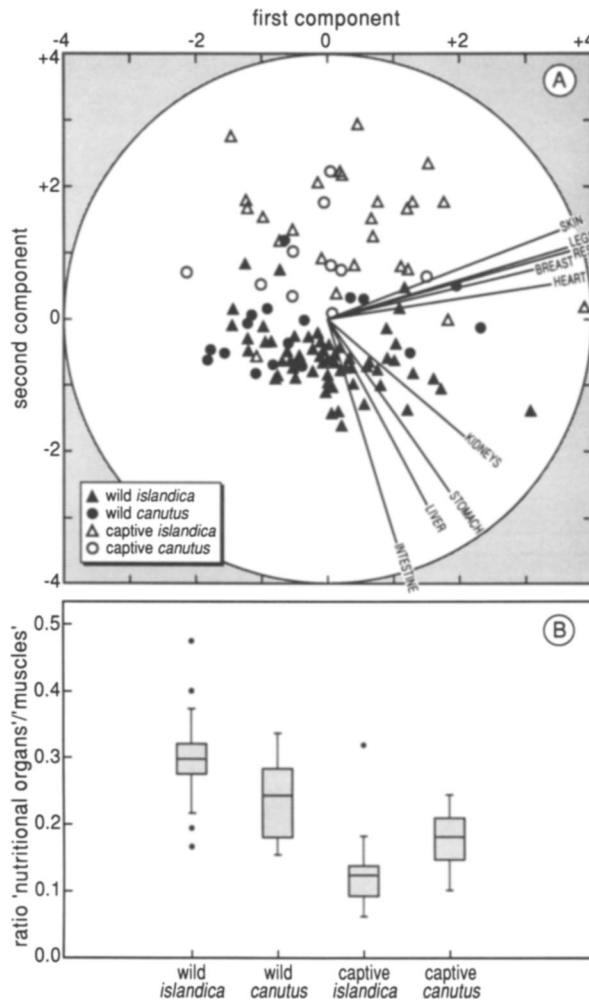 first component
-4 -2 0 +2 +4
A
+4
+2
0
-2
-4
second component
SKIN
BREAST
HEART
KIDNEYS
STOMACH
LIVER
INTESTINE
wild islandica
wild canutus
captive islandica
captive canutus
B
0.5
0.4
0.3
0.2
0.1
0.0
ratio 'nutritional organs'/'muscles'
wild islandica
wild canutus
captive islandica
captive canutus